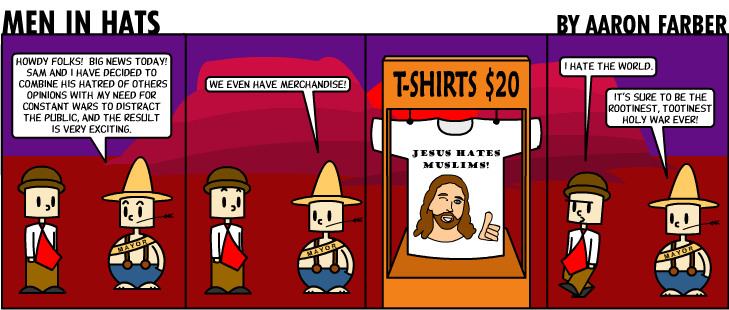 MEN IN HATS
BY AARON FARBER
HOWDY FOLKS! BIG NEWS TODAY!
SAM AND I HAVE DECIDED TO
COMBINE HIS HATRED OF OTHERS
OPINIONS WITH MY NEED FOR
CONSTANT WARS TO DISTRACT
THE PUBLIC, AND THE RESULT
IS VERY EXCITING.
MAYOR
WE EVEN HAVE MERCHANDISE!
MAYOR
T-SHIRTS $20
JESUS HATES
MUSLIMS!
I HATE THE WORLD.
IT'S SURE TO BE THE
ROOTINEST, TOOTINEST
HOLY WAR EVER!
MAYOR